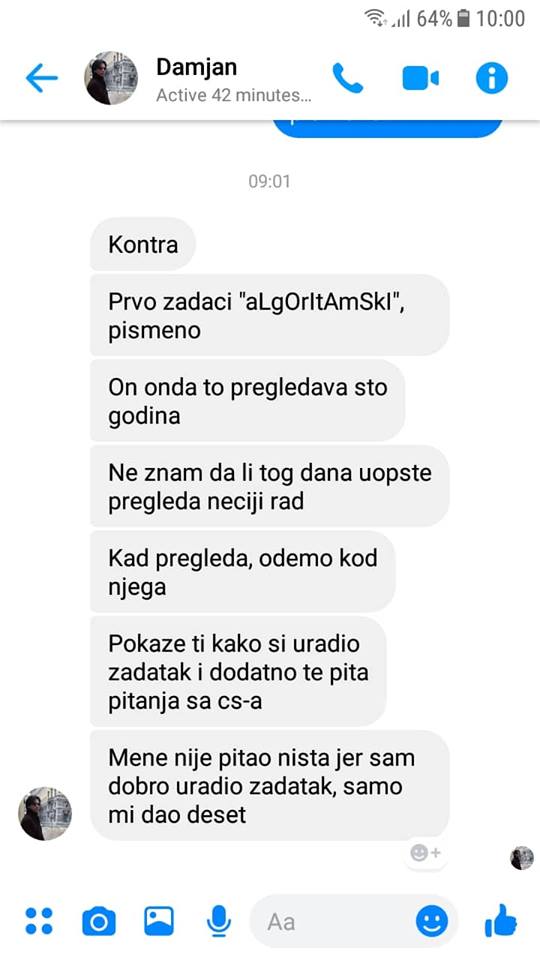 64% 10:00
Damjan
Active 42 minutes...
09:01
Kontra
Prvo zadaci "aLgOrItAmSkI",
pismeno
On onda to pregledava sto
godina
Ne znam da li tog dana uopste
pregleda neciji rad
Kad pregleda, odemo kod
njega
Pokaze ti kako si uradio
zadatak i dodatno te pita
pitanja sa cs-a
Mene nije pitao nista jer sam
dobro uradio zadatak, samo
mi dao deset
Aa